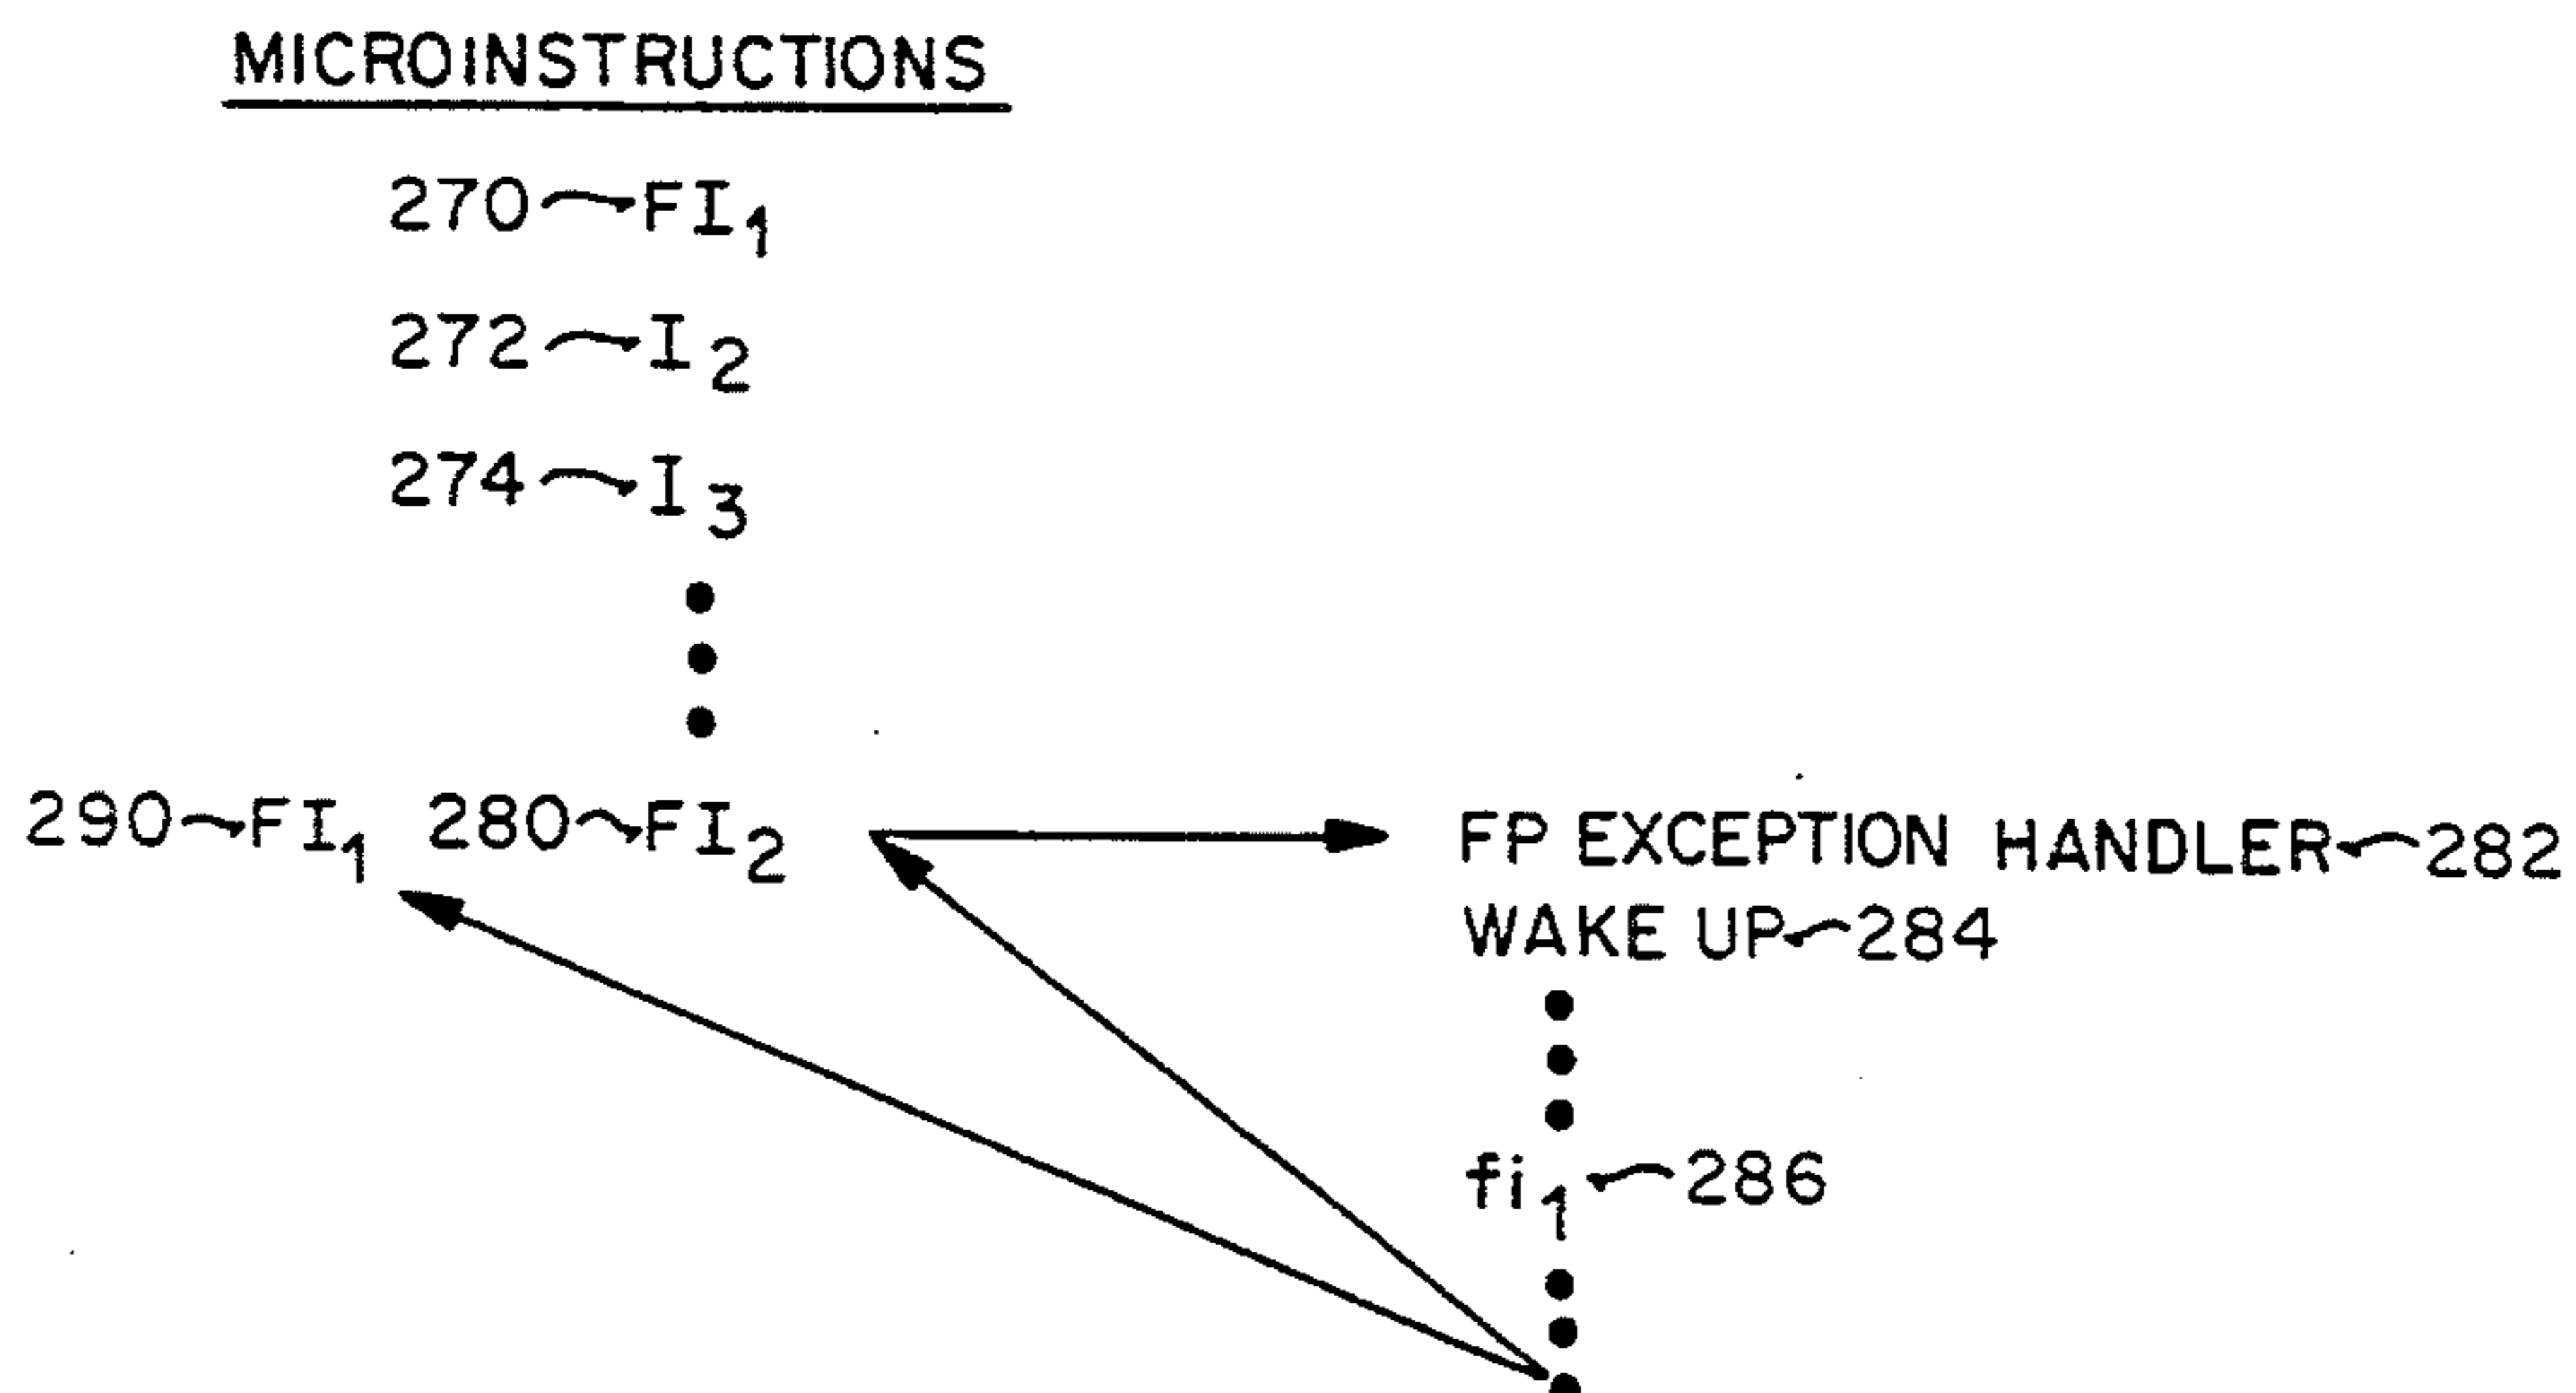 MICROINSTRUCTIONS
270 FI₁
272 I₂
274 I₃
290 FI₁ 280 FI₂ FP EXCEPTION HANDLER 282
WAKE UP 284
fi₁ 286